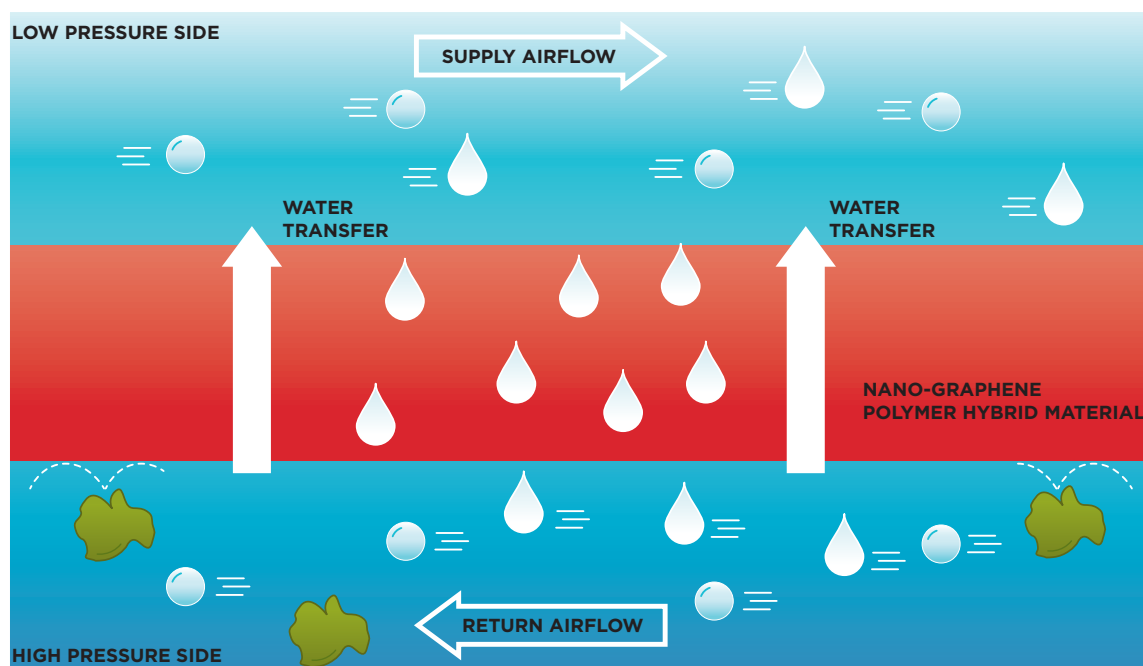 LOW PRESSURE SIDE
SUPPLY AIRFLOW
WATER
TRANSFER
WATER
TRANSFER
NANO-GRAPHENE
POLYMER HYBRID MATERIAL
RETURN AIRFLOW
HIGH PRESSURE SIDE